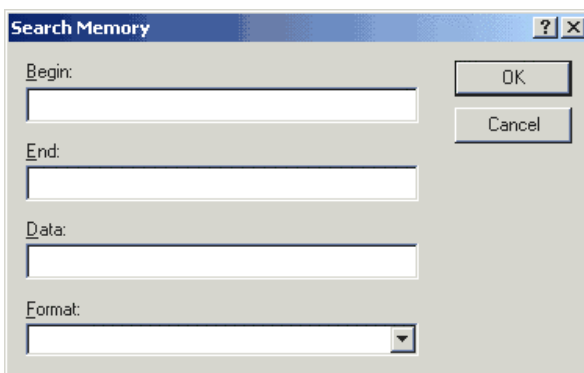 Search Memory
Begin:
OK
Cancel
End:
Data:
Format: